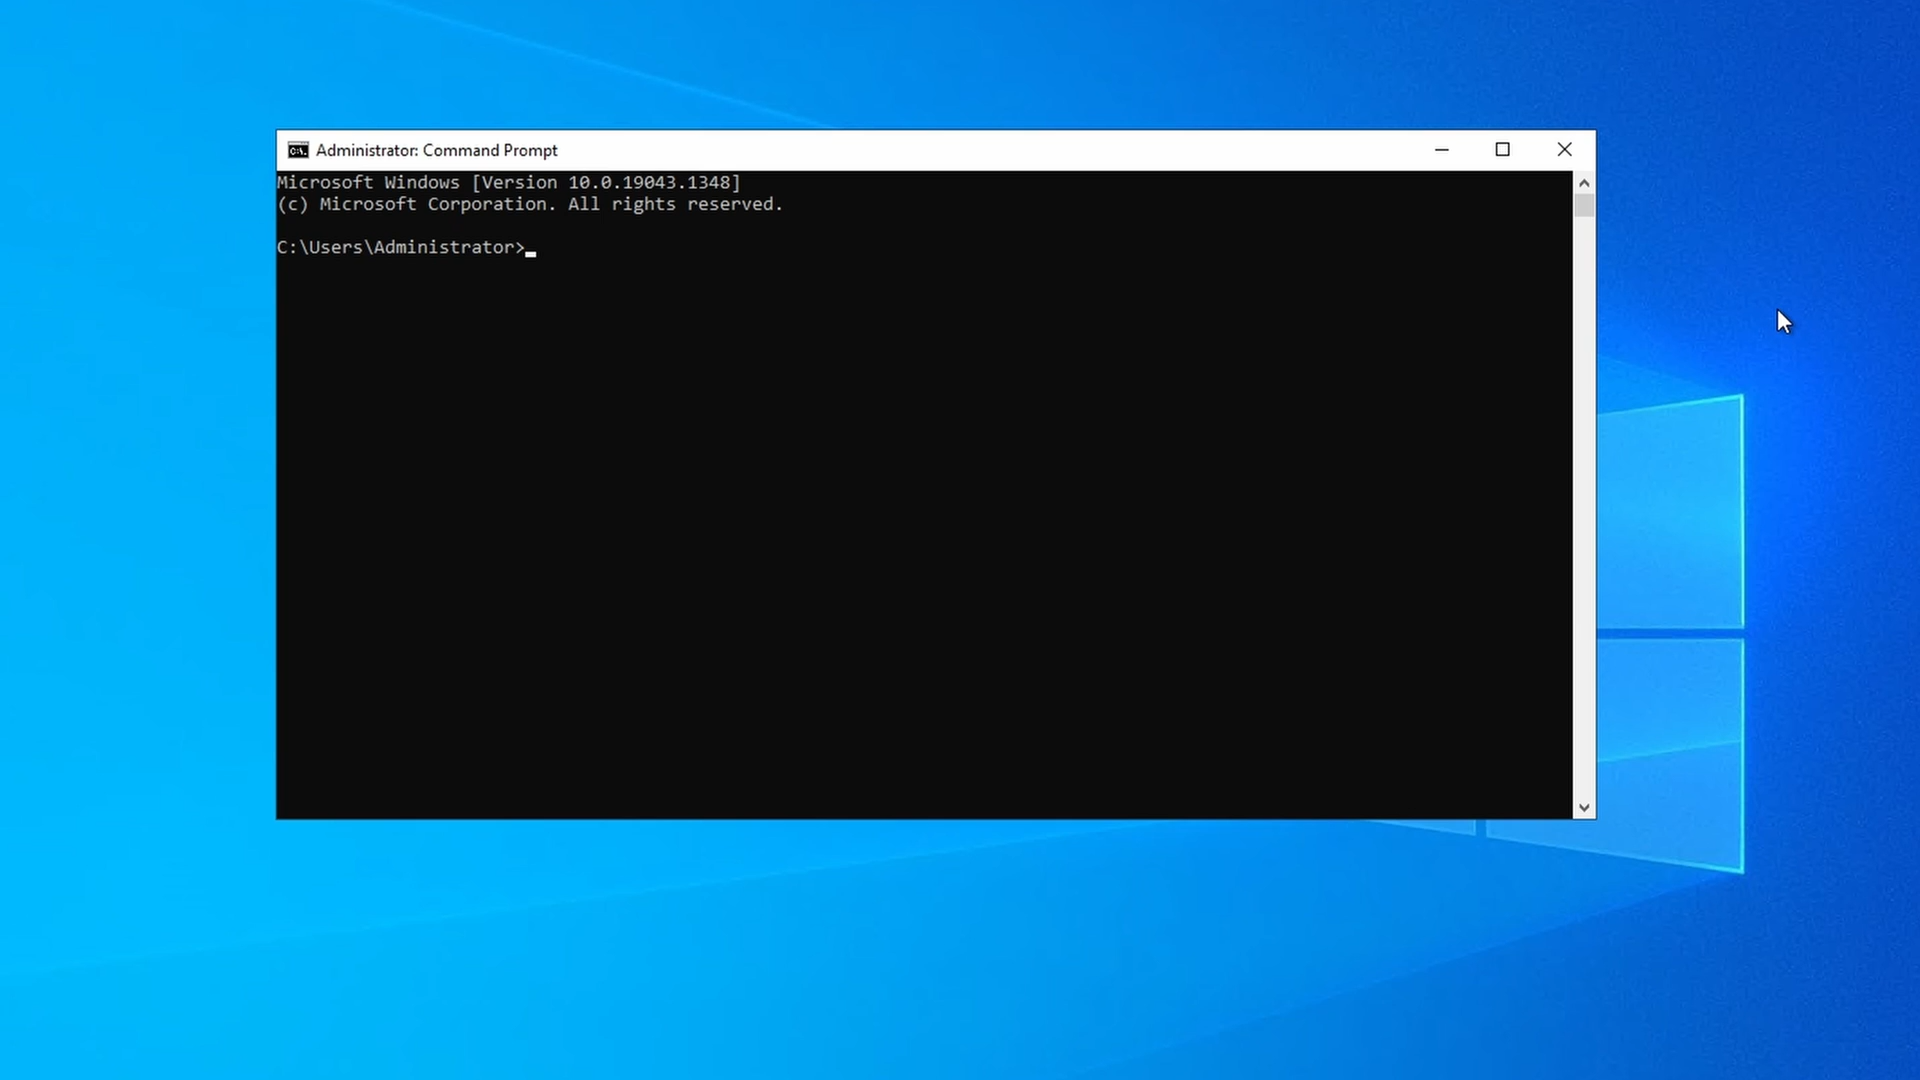 Administrator: Command Prompt
Microsoft Windows [Version 10.0.19043.1348]
(c) Microsoft Corporation. All rights reserved.
C:\Users\Administrator>